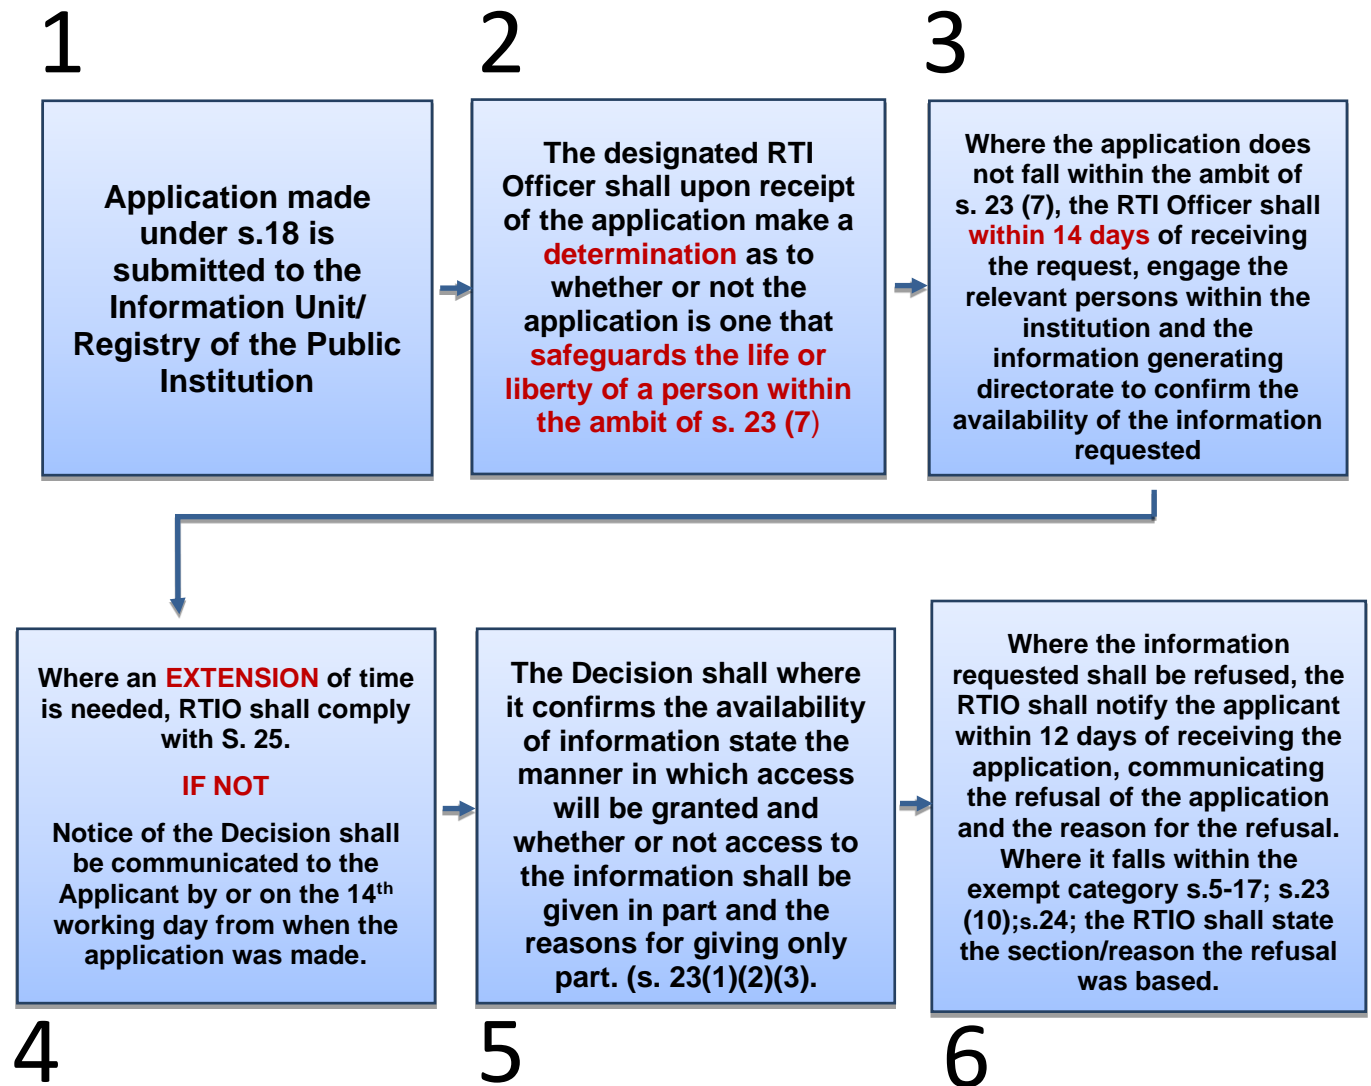 1
Application made
under s.18 is
submitted to the
Information Unit/
Registry of the Public
Institution
2
The designated RTI
Officer shall upon receipt
of the application make a
determination as to
whether or not the
application is one that
safeguards the life or
liberty of a person within
the ambit of s. 23 (7)
3
Where the application does
not fall within the ambit of
s. 23 (7), the RTI Officer shall
within 14 days of receiving
the request, engage the
relevant persons within the
institution and the
information generating
directorate to confirm the
availability of the information
requested
Where an EXTENSION of time
is needed, RTIO shall comply
with S. 25.
IF NOT
Notice of the Decision shall
be communicated to the
Applicant by or on the 14th
working day from when the
application was made.
4
The Decision shall where
it confirms the availability
of information state the
manner in which access
will be granted and
whether or not access to
the information shall be
given in part and the
reasons for giving only
part. (s. 23(1)(2)(3).
5
Where the information
requested shall be refused, the
RTIO shall notify the applicant
within 12 days of receiving the
application, communicating
the refusal of the application
and the reason for the refusal.
Where it falls within the
exempt category s.5-17; s.23
(10);s.24; the RTIO shall state
the section/reason the refusal
was based.
6